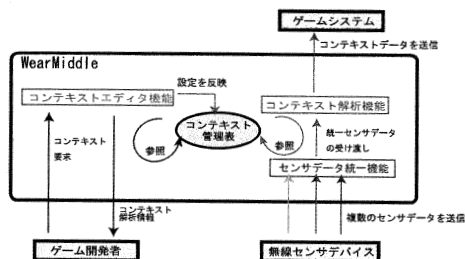 ゲームシステム
コンテキストデータを送信
WearMiddle
設定を反映
コンテキストエディタ機能
コンテキスト解析機能
コンテキスト
管理表
コンテキスト
要求
参照
参照
統一センサデータ
の受け渡し
センサデータ統一機能
コンテキスト
解析情報
複数のセンサデータを送信
ゲーム開発者
無線センサデバイス